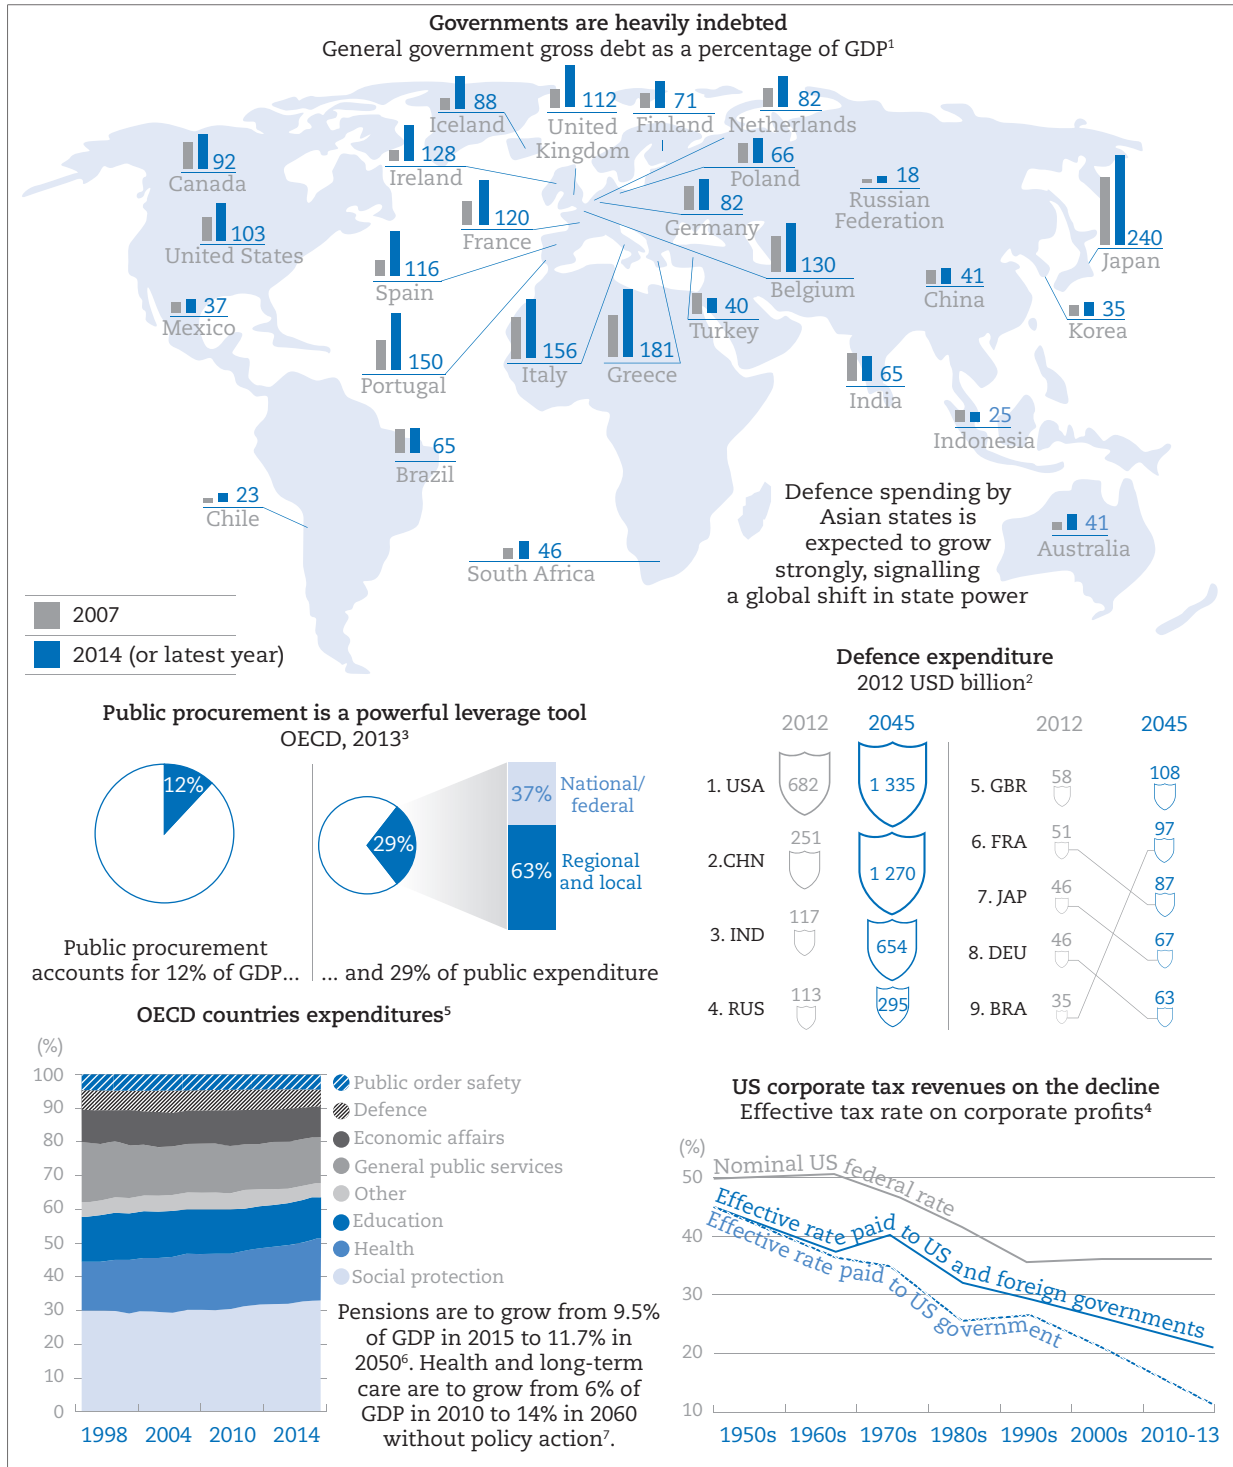 Governments are heavily indebted
General government gross debt as a percentage of GDP¹
88
Iceland
112
United
Kingdom
71
Finland
82
Netherlands
92
Canada
128
Ireland
66
Poland
18
Russian
Federation
240
Japan
103
United States
120
France
82
Germany
116
Spain
130
Belgium
41
China
37
Mexico
40
Turkey
35
Korea
150
Portugal
156
Italy
181
Greece
65
India
25
Indonesia
65
Brazil
23
Chile
46
South Africa
41
Australia
Defence spending by
Asian states is
expected to grow
strongly, signalling
a global shift in state power
2007
2014 (or latest year)
Public procurement is a powerful leverage tool
OECD, 2013³
12%
Public procurement
accounts for 12% of GDP...
29%
37%
National/
federal
63%
Regional
and local
... and 29% of public expenditure
Defence expenditure
2012 USD billion²
2012 2045
1. USA 682 1 335
2.CHN 251 1 270
3. IND 117 654
4. RUS 113 295
2012 2045
5. GBR 58 108
6. FRA 51 97
7. JAP 46 87
8. DEU 46 67
9. BRA 35 63
OECD countries expenditures⁵
(%)
100
90
80
70
60
50
40
30
20
10
0
1998 2004 2010 2014
Public order safety
Defence
Economic affairs
General public services
Other
Education
Health
Social protection
Pensions are to grow from 9.5%
of GDP in 2015 to 11.7% in
2050⁶. Health and long-term
care are to grow from 6% of
GDP in 2010 to 14% in 2060
without policy action⁷.
US corporate tax revenues on the decline
Effective tax rate on corporate profits⁴
(%)
50
40
30
20
10
Nominal US federal rate
Effective rate paid to US and foreign governments
Effective rate paid to US government
1950s 1960s 1970s 1980s 1990s 2000s 2010-13